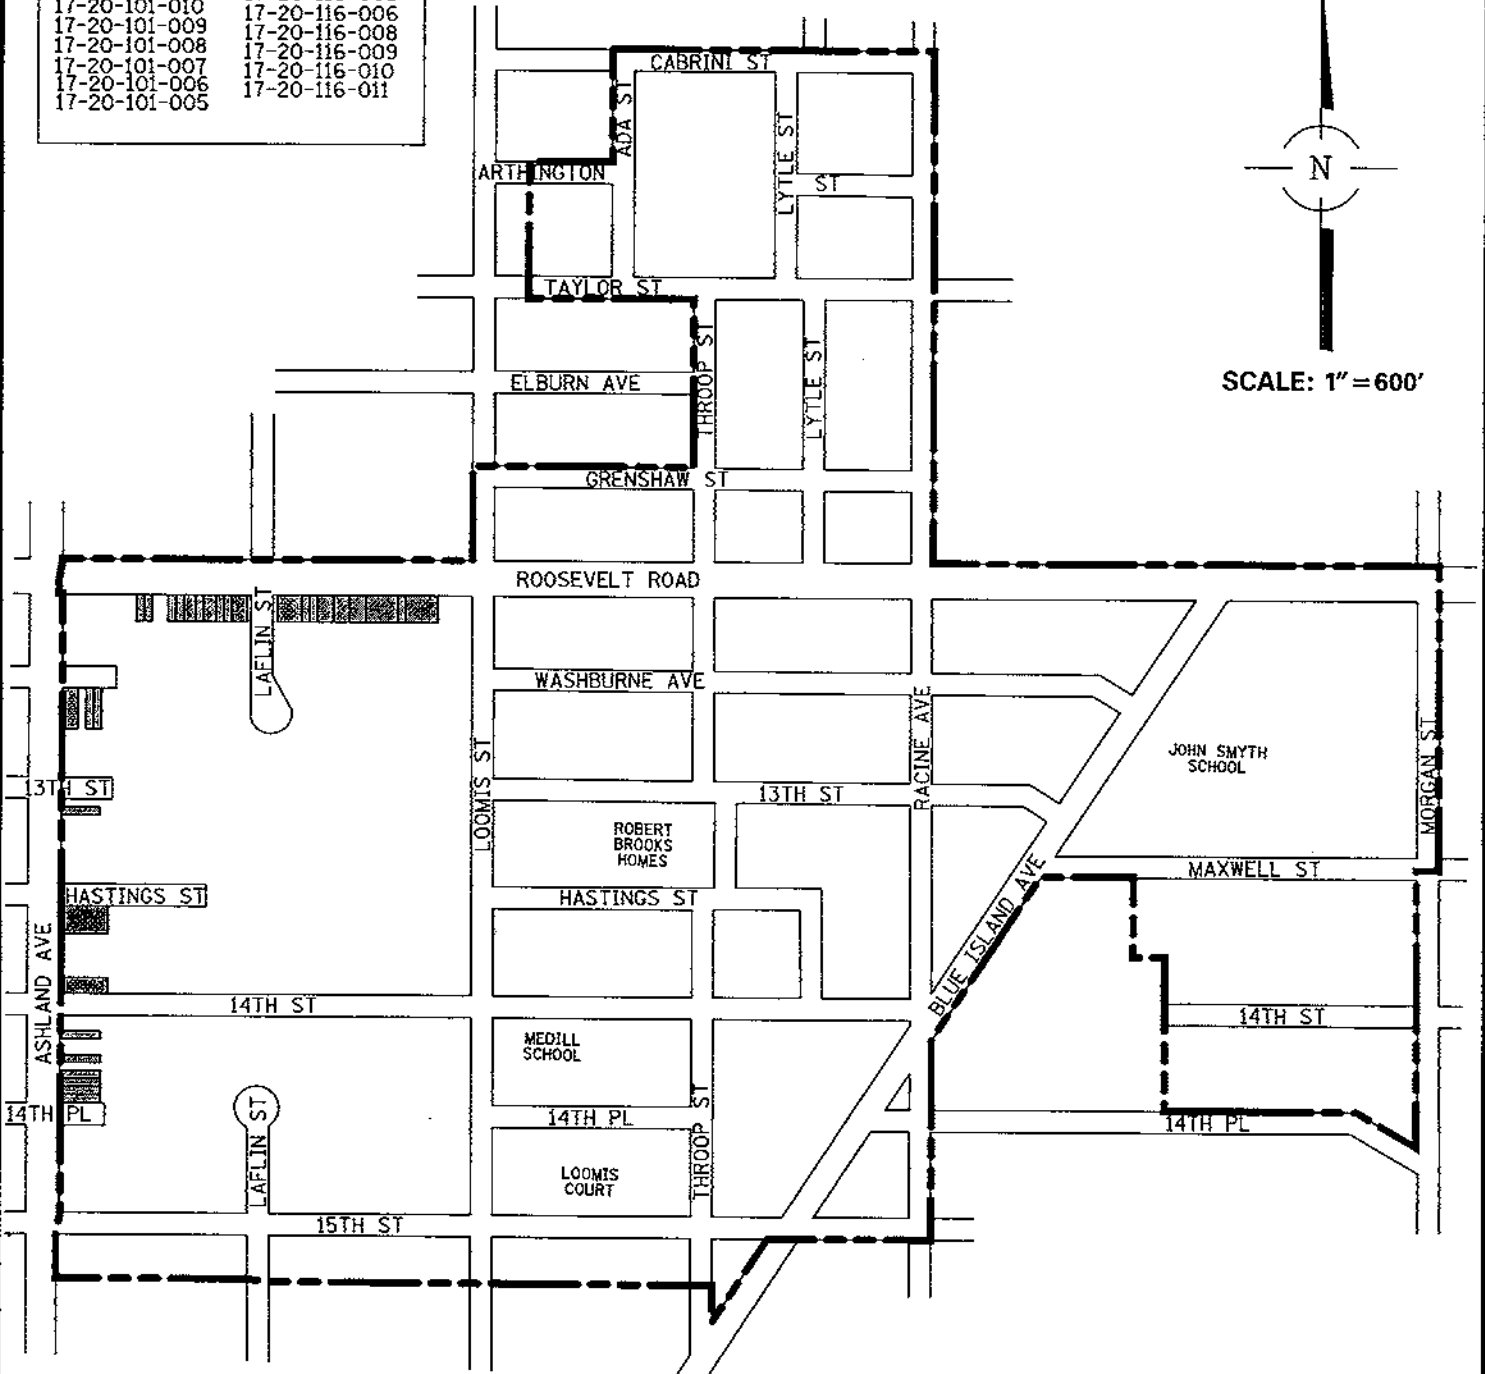 17-20-101-010
17-20-101-009
17-20-101-008
17-20-101-007
17-20-101-006
17-20-101-005
17-20-116-006
17-20-116-008
17-20-116-009
17-20-116-010
17-20-116-011
CABRINI ST
ADA ST
LYTLE ST
ARTHINGTON
ST
N
TAYLOR ST
THROOP ST
LYTLE ST
ELBURN AVE
SCALE: 1"=600'
GRENSHAW ST
ROOSEVELT ROAD
LAFLIN ST
WASHBURNE AVE
RACINE AVE
LOOMIS ST
JOHN SMYTH
SCHOOL
MORGAN ST
13TH ST
13TH ST
ROBERT
BROOKS
HOMES
MAXWELL ST
HASTINGS ST
HASTINGS ST
BLUE ISLAND AVE
ASHLAND AVE
14TH ST
14TH ST
MEDILL
SCHOOL
14TH PL
14TH PL
14TH PL
LAFLIN ST
THROOP ST
LOOMIS
COURT
15TH ST